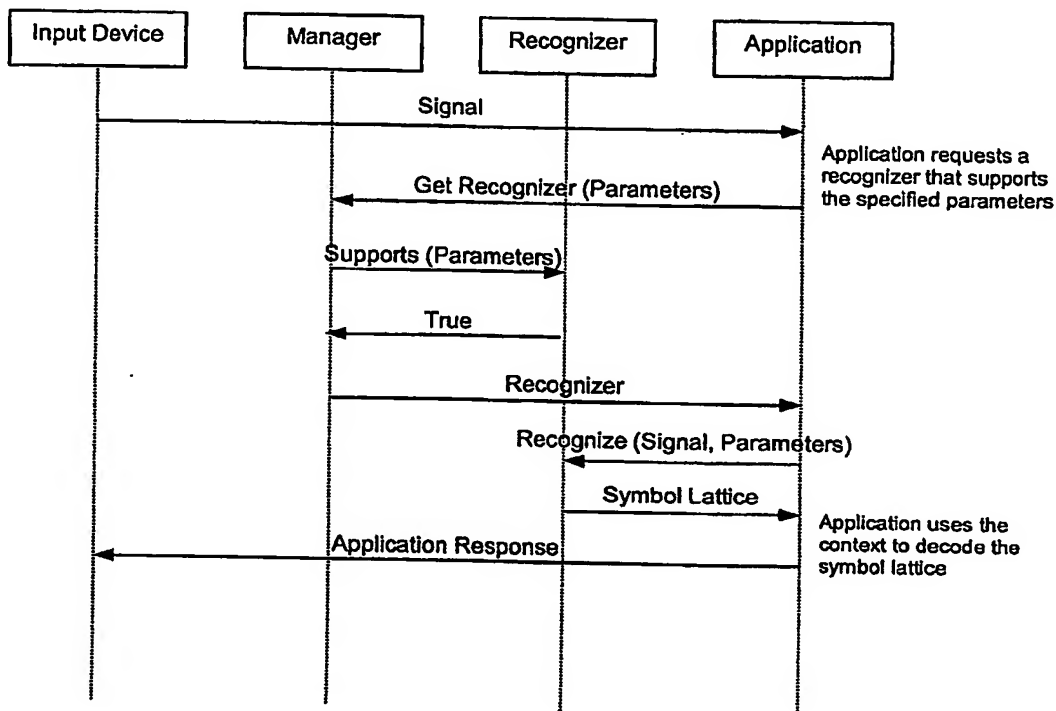 Input Device
Manager
Recognizer
Application
Signal
Application requests a
recognizer that supports
the specified parameters
Get Recognizer (Parameters)
Supports (Parameters)
True
Recognizer
Recognize (Signal, Parameters)
Symbol Lattice
Application uses the
context to decode the
symbol lattice
Application Response